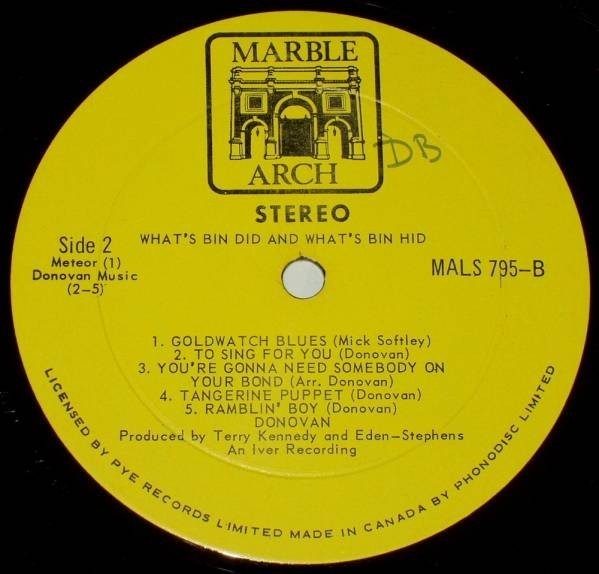 MARBLE
ARCH
DB
STEREO
WHAT'S BIN DID AND WHAT'S BIN HID
Side 2
Meteor (1)
Donovan Music
(2-5)
MALS 795-B
1. GOLDWATCH BLUES (Mick Softley)
2. TO SING FOR YOU (Donovan)
3. YOU'RE GONNA NEED SOMEBODY ON
YOUR BOND (Arr. Donovan)
4. TANGERINE PUPPET (Donovan)
5. RAMBLIN' BOY (Donovan)
DONOVAN
Produced by Terry Kennedy and Eden-Stephens
An Iver Recording
LICENSED BY PYE RECORDS LIMITED MADE IN CANADA BY PHONODISC LIMITED